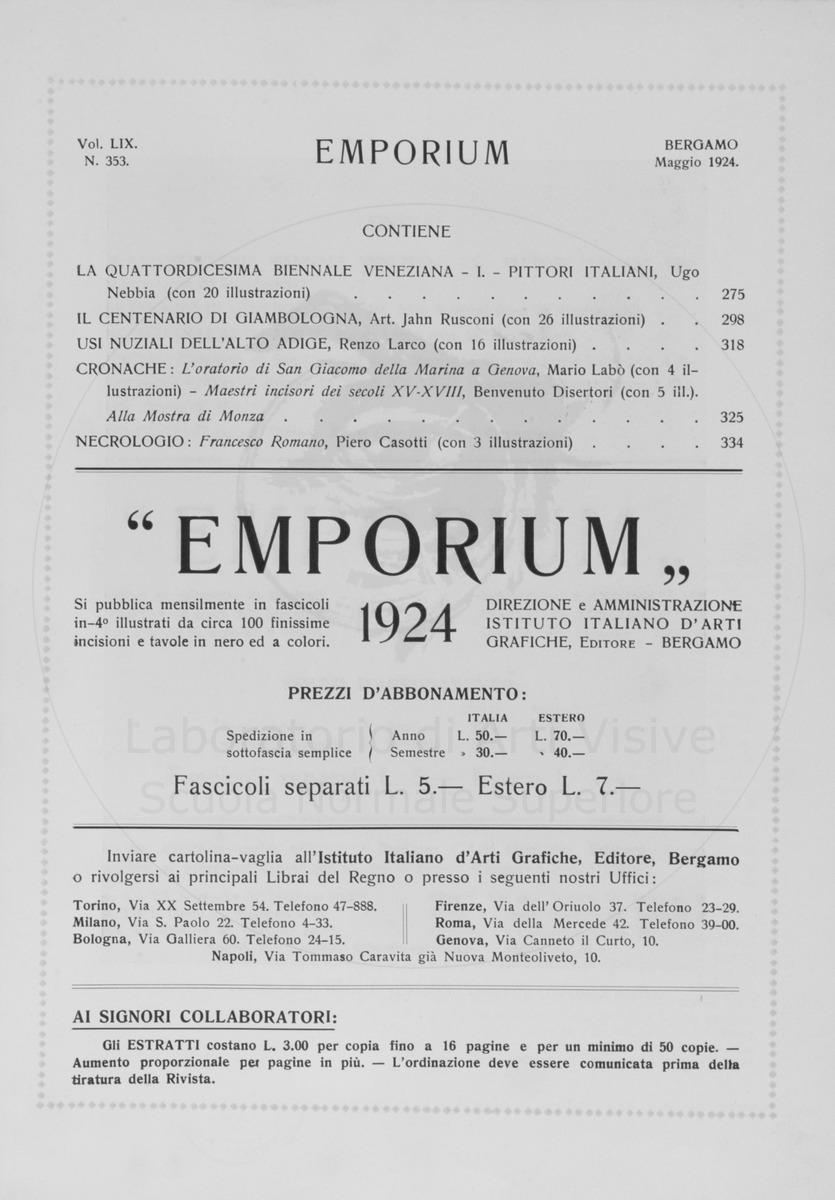 Vol. LIX.
N. 353.
EMPORIUM
BERGAMO
Maggio 1924.
CONTIENE
LA QUATTORDICESIMA BIENNALE VENEZIANA – I. – PITTORI ITALIANI, Ugo
Nebbia (con 20 illustrazioni) . . . . . . . . . . . 275
IL CENTENARIO DI GIAMBOLOGNA, Art. Jahn Rusconi (con 26 illustrazioni) . . 298
USI NUZIALI DELL'ALTO ADIGE, Renzo Larco (con 16 illustrazioni) . . . . 318
CRONACHE: L'oratorio di San Giacomo della Marina a Genova, Mario Labò (con 4 il-
lustrazioni) – Maestri incisori dei secoli XV-XVIII, Benvenuto Disertori (con 5 ill.).
Alla Mostra di Monza . . . . . . . . . . . . . 325
NECROLOGIO: Francesco Romano, Piero Casotti (con 3 illustrazioni) . . . . 334
“ EMPORIUM „
Si pubblica mensilmente in fascicoli
in-4º illustrati da circa 100 finissime
incisioni e tavole in nero ed a colori.
1924
DIREZIONE e AMMINISTRAZIONE
ISTITUTO ITALIANO D'ARTI
GRAFICHE, EDITORE – BERGAMO
PREZZI D'ABBONAMENTO:
ITALIA ESTERO
Spedizione in Anno L. 50.— L. 70.—
sottofascia semplice Semestre » 30.— » 40.—
Laboratorio di Arti Visive
Fascicoli separati L. 5.— Estero L. 7.—
Scuola Normale Superiore
Inviare cartolina-vaglia all'Istituto Italiano d'Arti Grafiche, Editore, Bergamo
o rivolgersi ai principali Librai del Regno o presso i seguenti nostri Uffici:
Torino, Via XX Settembre 54. Telefono 47-888.
Milano, Via S. Paolo 22. Telefono 4-33.
Bologna, Via Galliera 60. Telefono 24-15.
Firenze, Via dell' Oriuolo 37. Telefono 23-29.
Roma, Via della Mercede 42. Telefono 39-00.
Genova, Via Canneto il Curto, 10.
Napoli, Via Tommaso Caravita già Nuova Monteoliveto, 10.
AI SIGNORI COLLABORATORI:
Gli ESTRATTI costano L. 3.00 per copia fino a 16 pagine e per un minimo di 50 copie. —
Aumento proporzionale per pagine in più. — L'ordinazione deve essere comunicata prima della
tiratura della Rivista.